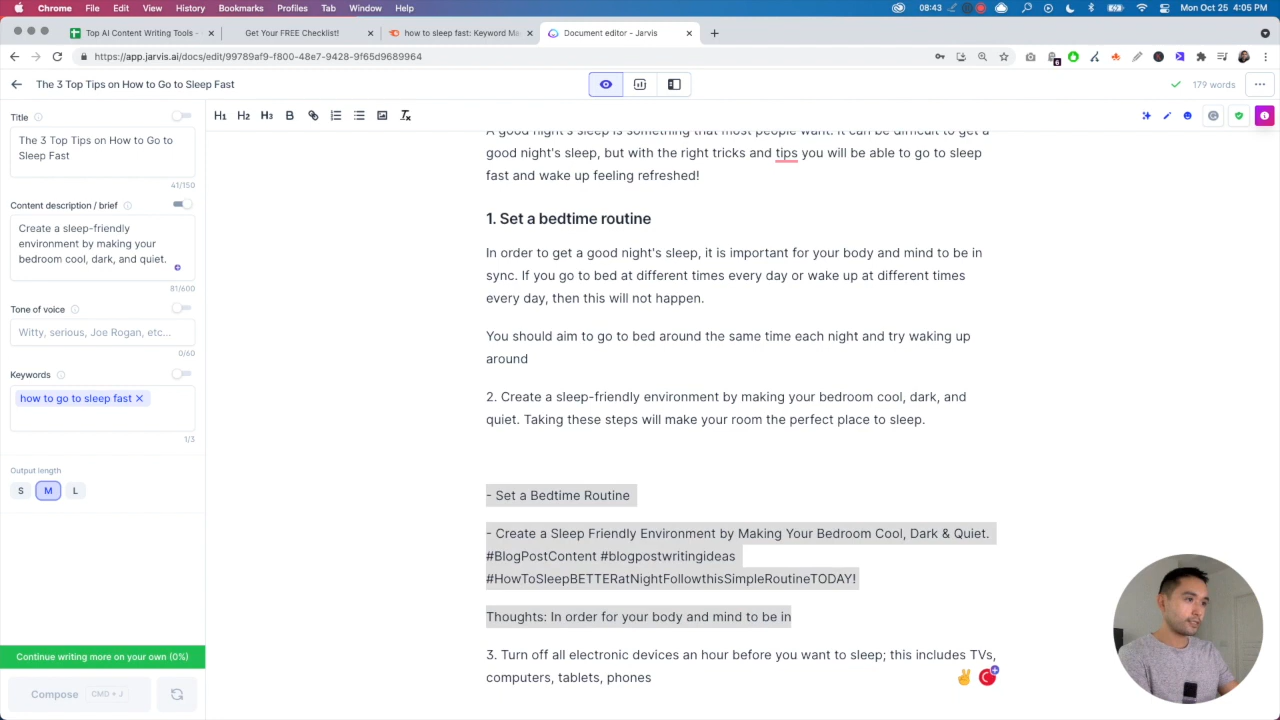 Chrome File Edit View History Bookmarks Profiles Tab Window Help 08:43 Mon Oct 25 4:05 PM
Top AI Content Writing Tools - Get Your FREE Checklist! how to sleep fast: Keyword Ma Document editor - Jarvis
https://app.jarvis.ai/docs/edit/99789af9-f800-48e7-9428-9f65d9689964
The 3 Top Tips on How to Go to Sleep Fast
179 words
H1 H2 H3 B
Title
The 3 Top Tips on How to Go to
Sleep Fast
41/150
Content description / brief
Create a sleep-friendly
environment by making your
bedroom cool, dark, and quiet.
81/600
Tone of voice
Witty, serious, Joe Rogan, etc...
0/60
Keywords
how to go to sleep fast
1/3
Output length
S M L
Continue writing more on your own (0%)
Compose CMD + J
A good night's sleep is something that most people want. It can be difficult to get a
good night's sleep, but with the right tricks and tips you will be able to go to sleep
fast and wake up feeling refreshed!
1. Set a bedtime routine
In order to get a good night's sleep, it is important for your body and mind to be in
sync. If you go to bed at different times every day or wake up at different times
every day, then this will not happen.
You should aim to go to bed around the same time each night and try waking up
around
2. Create a sleep-friendly environment by making your bedroom cool, dark, and
quiet. Taking these steps will make your room the perfect place to sleep.
- Set a Bedtime Routine
- Create a Sleep Friendly Environment by Making Your Bedroom Cool, Dark & Quiet.
#BlogPostContent #blogpostwritingideas
#HowToSleepBETTERatNightFollowthisSimpleRoutineTODAY!
Thoughts: In order for your body and mind to be in
3. Turn off all electronic devices an hour before you want to sleep; this includes TVs,
computers, tablets, phones